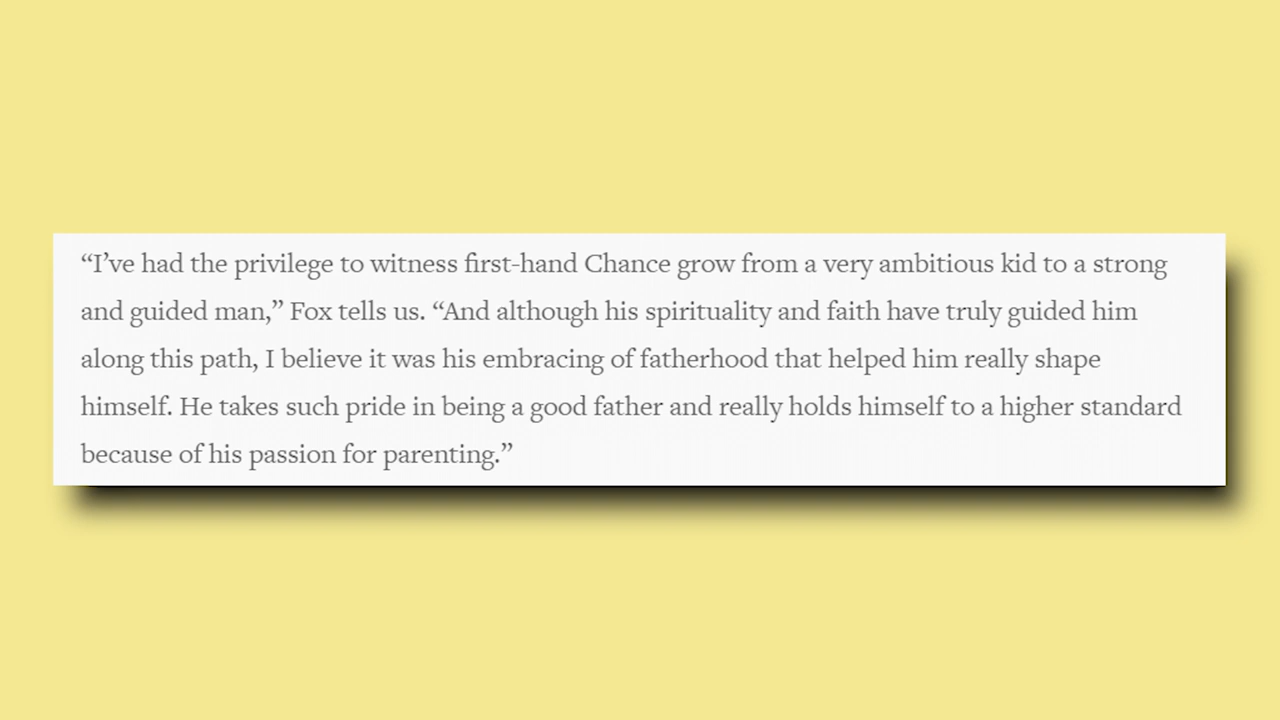 “I’ve had the privilege to witness first-hand Chance grow from a very ambitious kid to a strong
and guided man,” Fox tells us. “And although his spirituality and faith have truly guided him
along this path, I believe it was his embracing of fatherhood that helped him really shape
himself. He takes such pride in being a good father and really holds himself to a higher standard
because of his passion for parenting.”